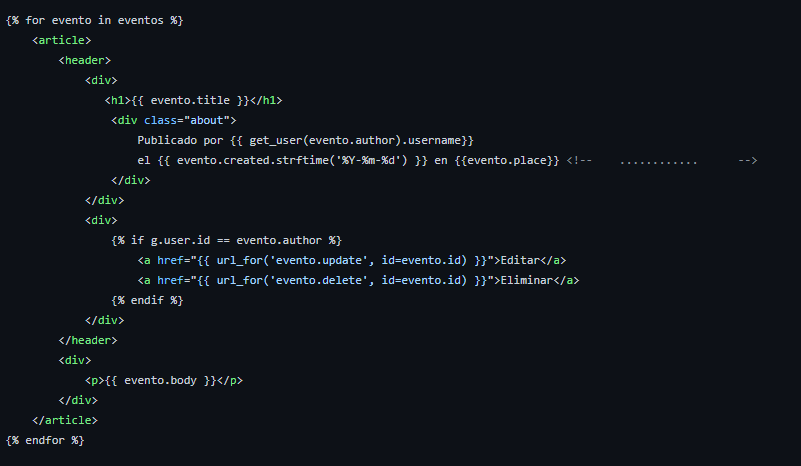 {% for evento in eventos %}
<article>
<header>
<div>
<h1>{{ evento.title }}</h1>
<div class="about">
Publicado por {{ get_user(evento.author).username}}
el {{ evento.created.strftime('%Y-%m-%d') }} en {{evento.place}} <!-- ............ -->
</div>
</div>
<div>
{% if g.user.id == evento.author %}
<a href="{{ url_for('evento.update', id=evento.id) }}">Editar</a>
<a href="{{ url_for('evento.delete', id=evento.id) }}">Eliminar</a>
{% endif %}
</div>
</header>
<div>
<p>{{ evento.body }}</p>
</div>
</article>
{% endfor %}